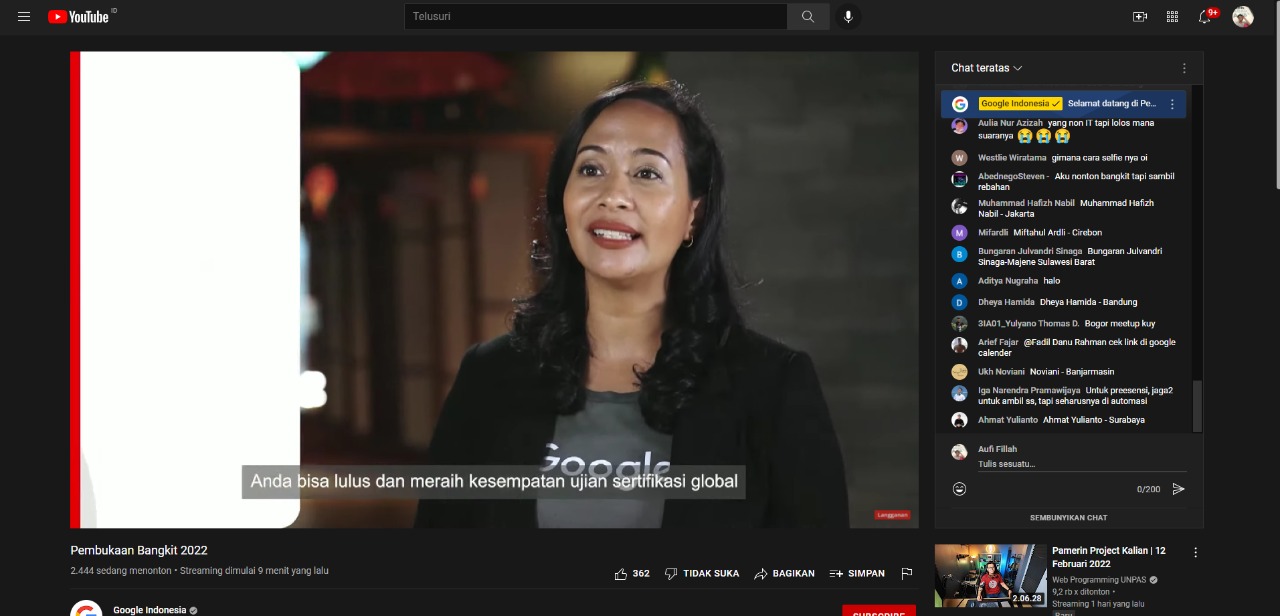 YouTube ID
Telusuri
9+
Google
Anda bisa lulus dan meraih kesempatan ujian sertifikasi global
Langganan
Pembukaan Bangkit 2022
2.444 sedang menonton • Streaming dimulai 9 menit yang lalu
362
TIDAK SUKA
BAGIKAN
SIMPAN
Google Indonesia
SUBSCRIBE
Chat teratas
Google Indonesia Selamat datang di Pe...
Aulia Nur Azizah yang non IT tapi lolos mana
suaranya 😭😭😭
W
Westlie Wiratama gimana cara selfie nya oi
AbednegoSteven - Aku nonton bangkit tapi sambil
rebahan
Muhammad Hafizh Nabil Muhammad Hafizh
Nabil - Jakarta
M
Mifardli Miftahul Ardli - Cirebon
B
Bungaran Julvandri Sinaga Bungaran Julvandri
Sinaga-Majene Sulawesi Barat
A
Aditya Nugraha halo
D
Dheya Hamida Dheya Hamida - Bandung
3IA01_Yulyano Thomas D. Bogor meetup kuy
Arief Fajar @Fadil Danu Rahman cek link di google
calender
Ukh Noviani Noviani - Banjarmasin
Iga Narendra Pramawijaya Untuk preesensi, jaga2
untuk ambil ss, tapi seharusnya di automasi
Ahmat Yulianto Ahmat Yulianto - Surabaya
Aufi Fillah
Tulis sesuatu...
0/200
SEMBUNYIKAN CHAT
2.06.28
Pamerin Project Kalian | 12
Februari 2022
Web Programming UNPAS
9,2 rb x ditonton •
Streaming 1 hari yang lalu
Baru